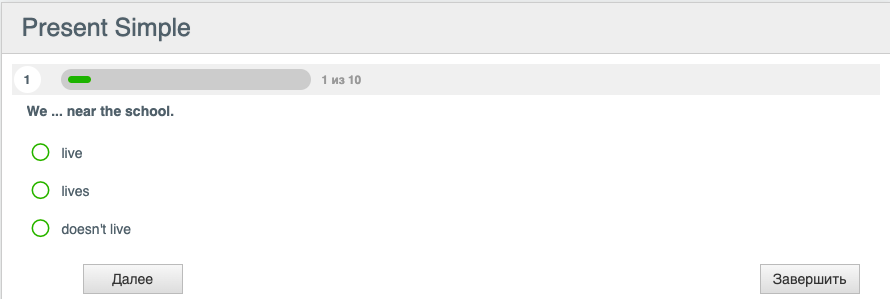 Present Simple
1 1 из 10
We ... near the school.
live
lives
doesn't live
Далее Завершить